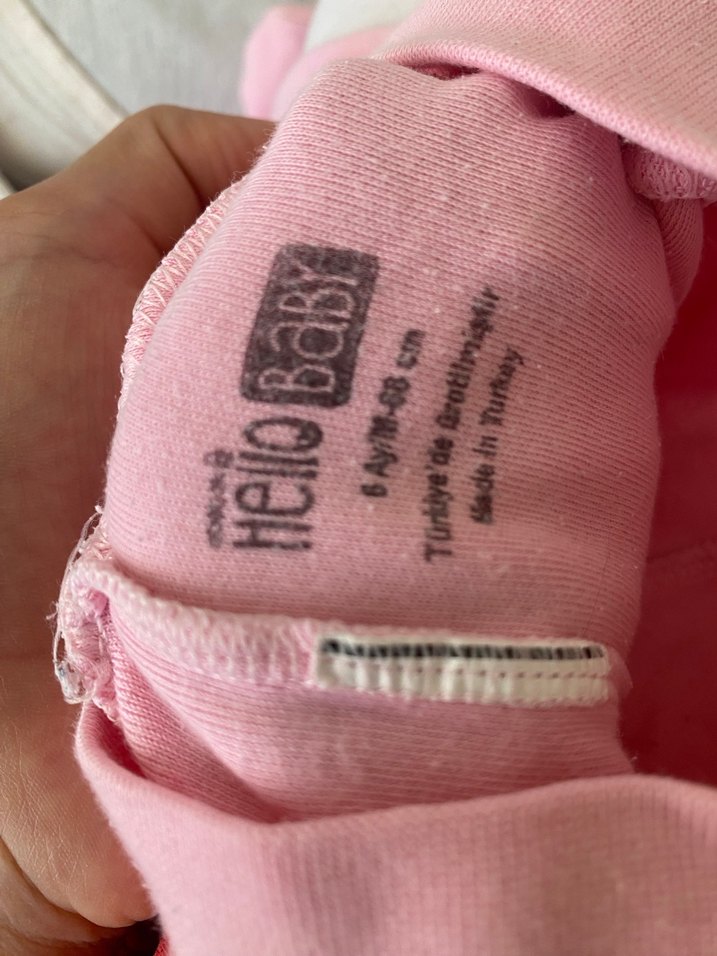 Hello BaBY
6 Ay/M-68 cm
Türkiye'de Üretilmiştir
Made in Turkey